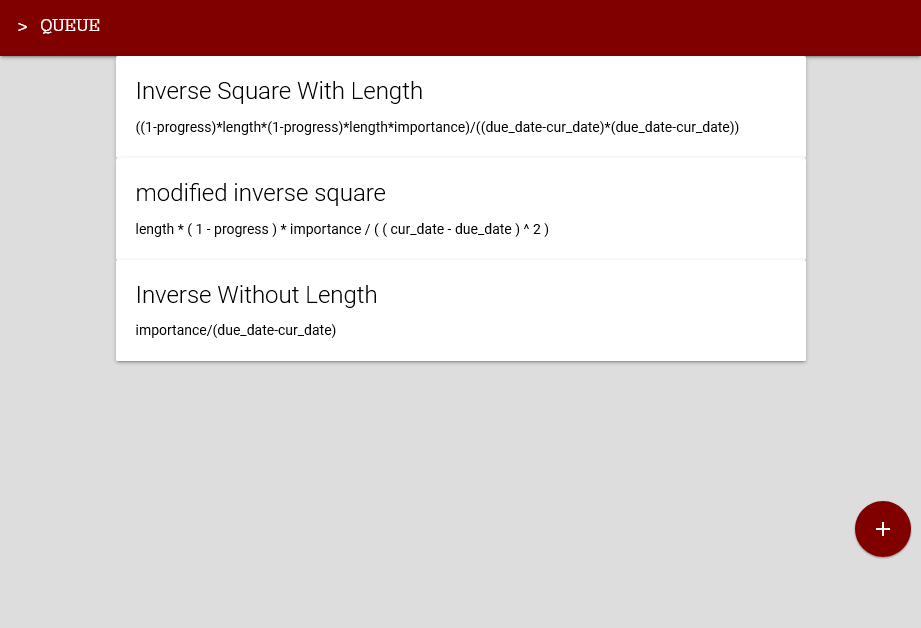 > QUEUE
Inverse Square With Length
((1-progress)*length*(1-progress)*length*importance)/((due_date-cur_date)*(due_date-cur_date))
modified inverse square
length * ( 1 - progress ) * importance / ( ( cur_date - due_date ) ^ 2 )
Inverse Without Length
importance/(due_date-cur_date)
+